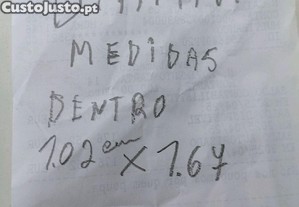 CustoJusto.pt
MEDIDAS
DENTRO
1.02 cm X 1.67